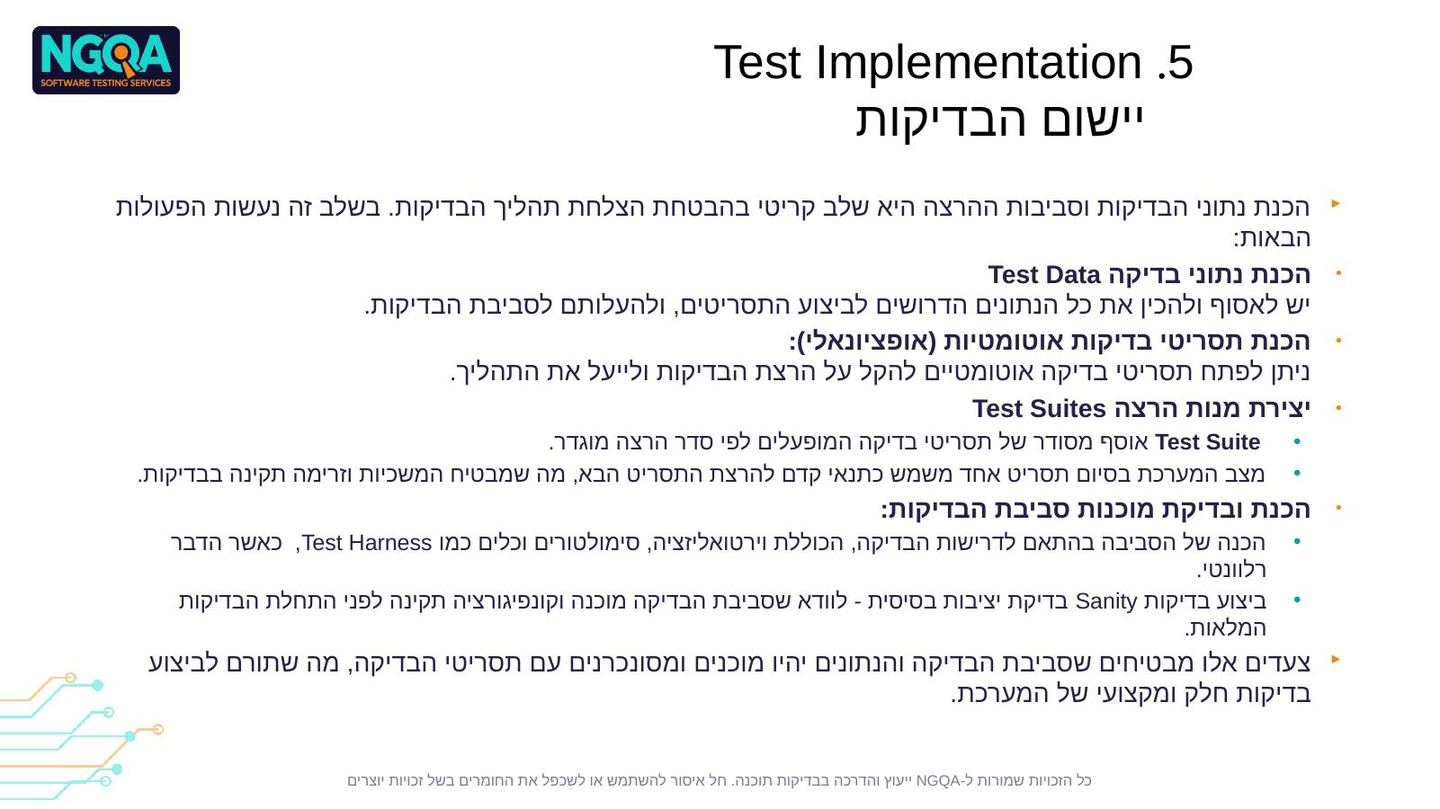 NGQA
SOFTWARE TESTING SERVICES
5. Test Implementation
יישום הבדיקות
הכנת נתוני הבדיקות וסביבות ההרצה היא שלב קריטי בהבטחת הצלחת תהליך הבדיקות. בשלב זה נעשות הפעולות
הבאות:
הכנת נתוני בדיקה Test Data
יש לאסוף ולהכין את כל הנתונים הדרושים לביצוע התסריטים, ולהעלותם לסביבת הבדיקות.
הכנת תסריטי בדיקות אוטומטיות (אופציונאלי):
ניתן לפתח תסריטי בדיקה אוטומטיים להקל על הרצת הבדיקות ולייעל את התהליך.
יצירת מנות הרצה Test Suites
Test Suite אוסף מסודר של תסריטי בדיקה המופעלים לפי סדר הרצה מוגדר.
מצב המערכת בסיום תסריט אחד משמש כתנאי קדם להרצת התסריט הבא, מה שמבטיח המשכיות וזרימה תקינה בבדיקות.
הכנת ובדיקת מוכנות סביבת הבדיקות:
הכנה של הסביבה בהתאם לדרישות הבדיקה, הכוללת וירטואליזציה, סימולטורים וכלים כמו Test Harness, כאשר הדבר
רלוונטי.
ביצוע בדיקות Sanity בדיקת יציבות בסיסית - לוודא שסביבת הבדיקה מוכנה וקונפיגורציה תקינה לפני התחלת הבדיקות
המלאות.
צעדים אלו מבטיחים שסביבת הבדיקה והנתונים יהיו מוכנים ומסונכרנים עם תסריטי הבדיקה, מה שתורם לביצוע
בדיקות חלק ומקצועי של המערכת.
כל הזכויות שמורות ל-NGQA ייעוץ והדרכה בבדיקות תוכנה. חל איסור להשתמש או לשכפל את החומרים בשל זכויות יוצרים